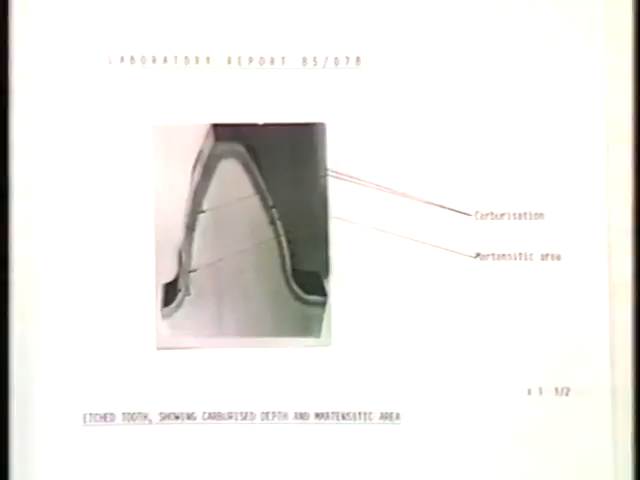 LABORATORY REPORT 85/078
Carburisation
Martensitic area
x 1 1/2
ETCHED TOOTH, SHOWING CARBURISED DEPTH AND MARTENSITIC AREA